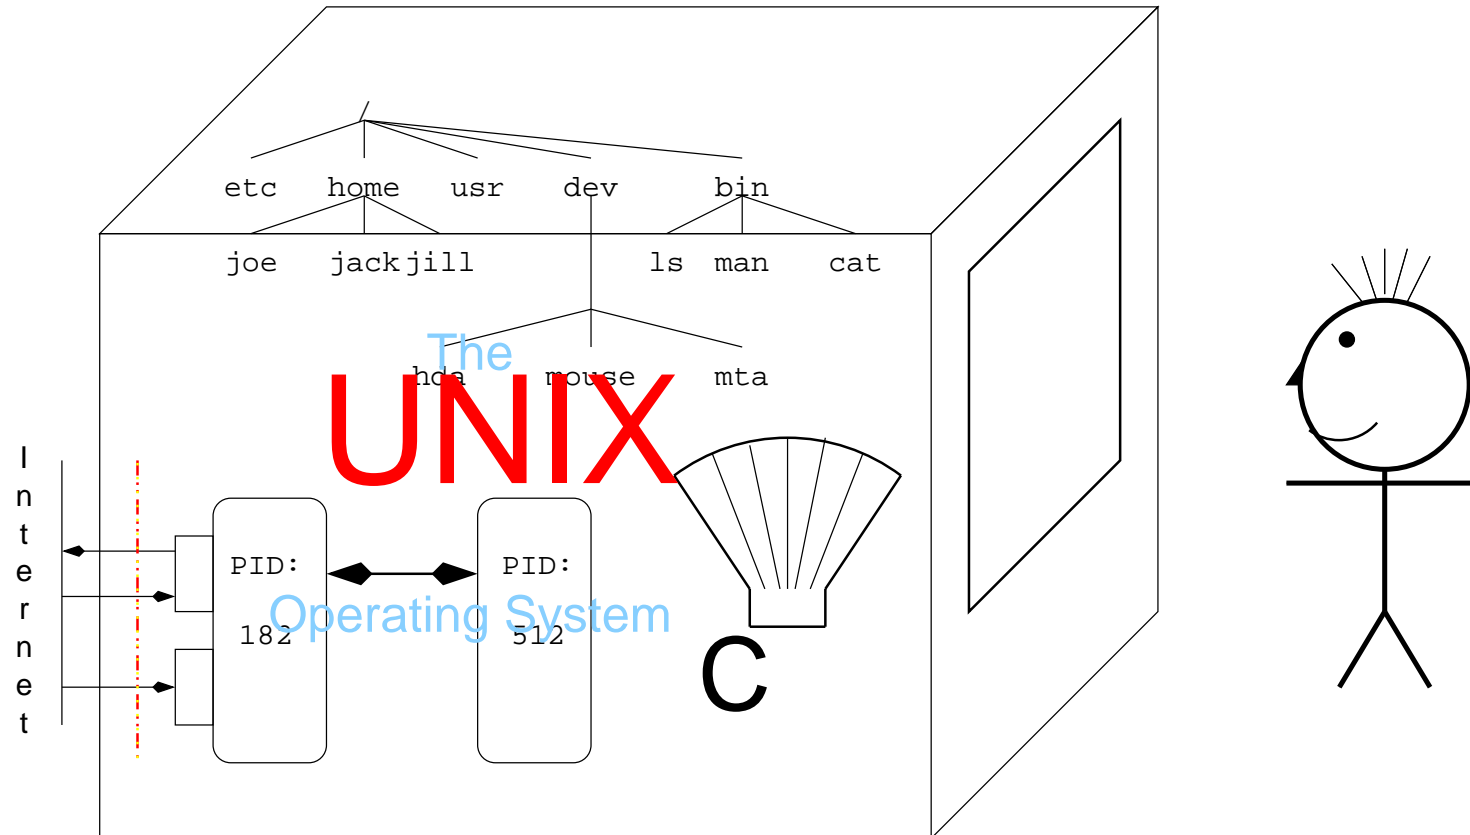 /
etc home usr dev bin
joe jack jill ls man cat
The
hda mouse mta
UNIX
Internet
PID: PID:
Operating System
182 512
C